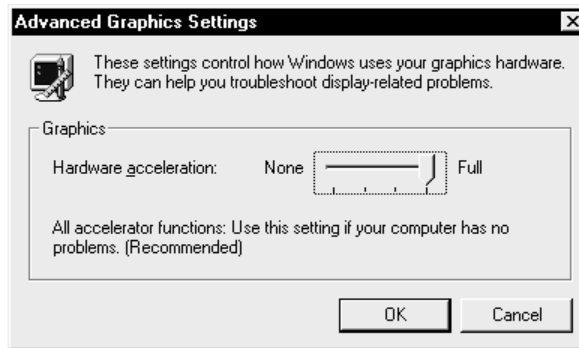 Advanced Graphics Settings
These settings control how Windows uses your graphics hardware.
They can help you troubleshoot display-related problems.
Graphics
Hardware acceleration: None Full
All accelerator functions: Use this setting if your computer has no
problems. (Recommended)
OK Cancel